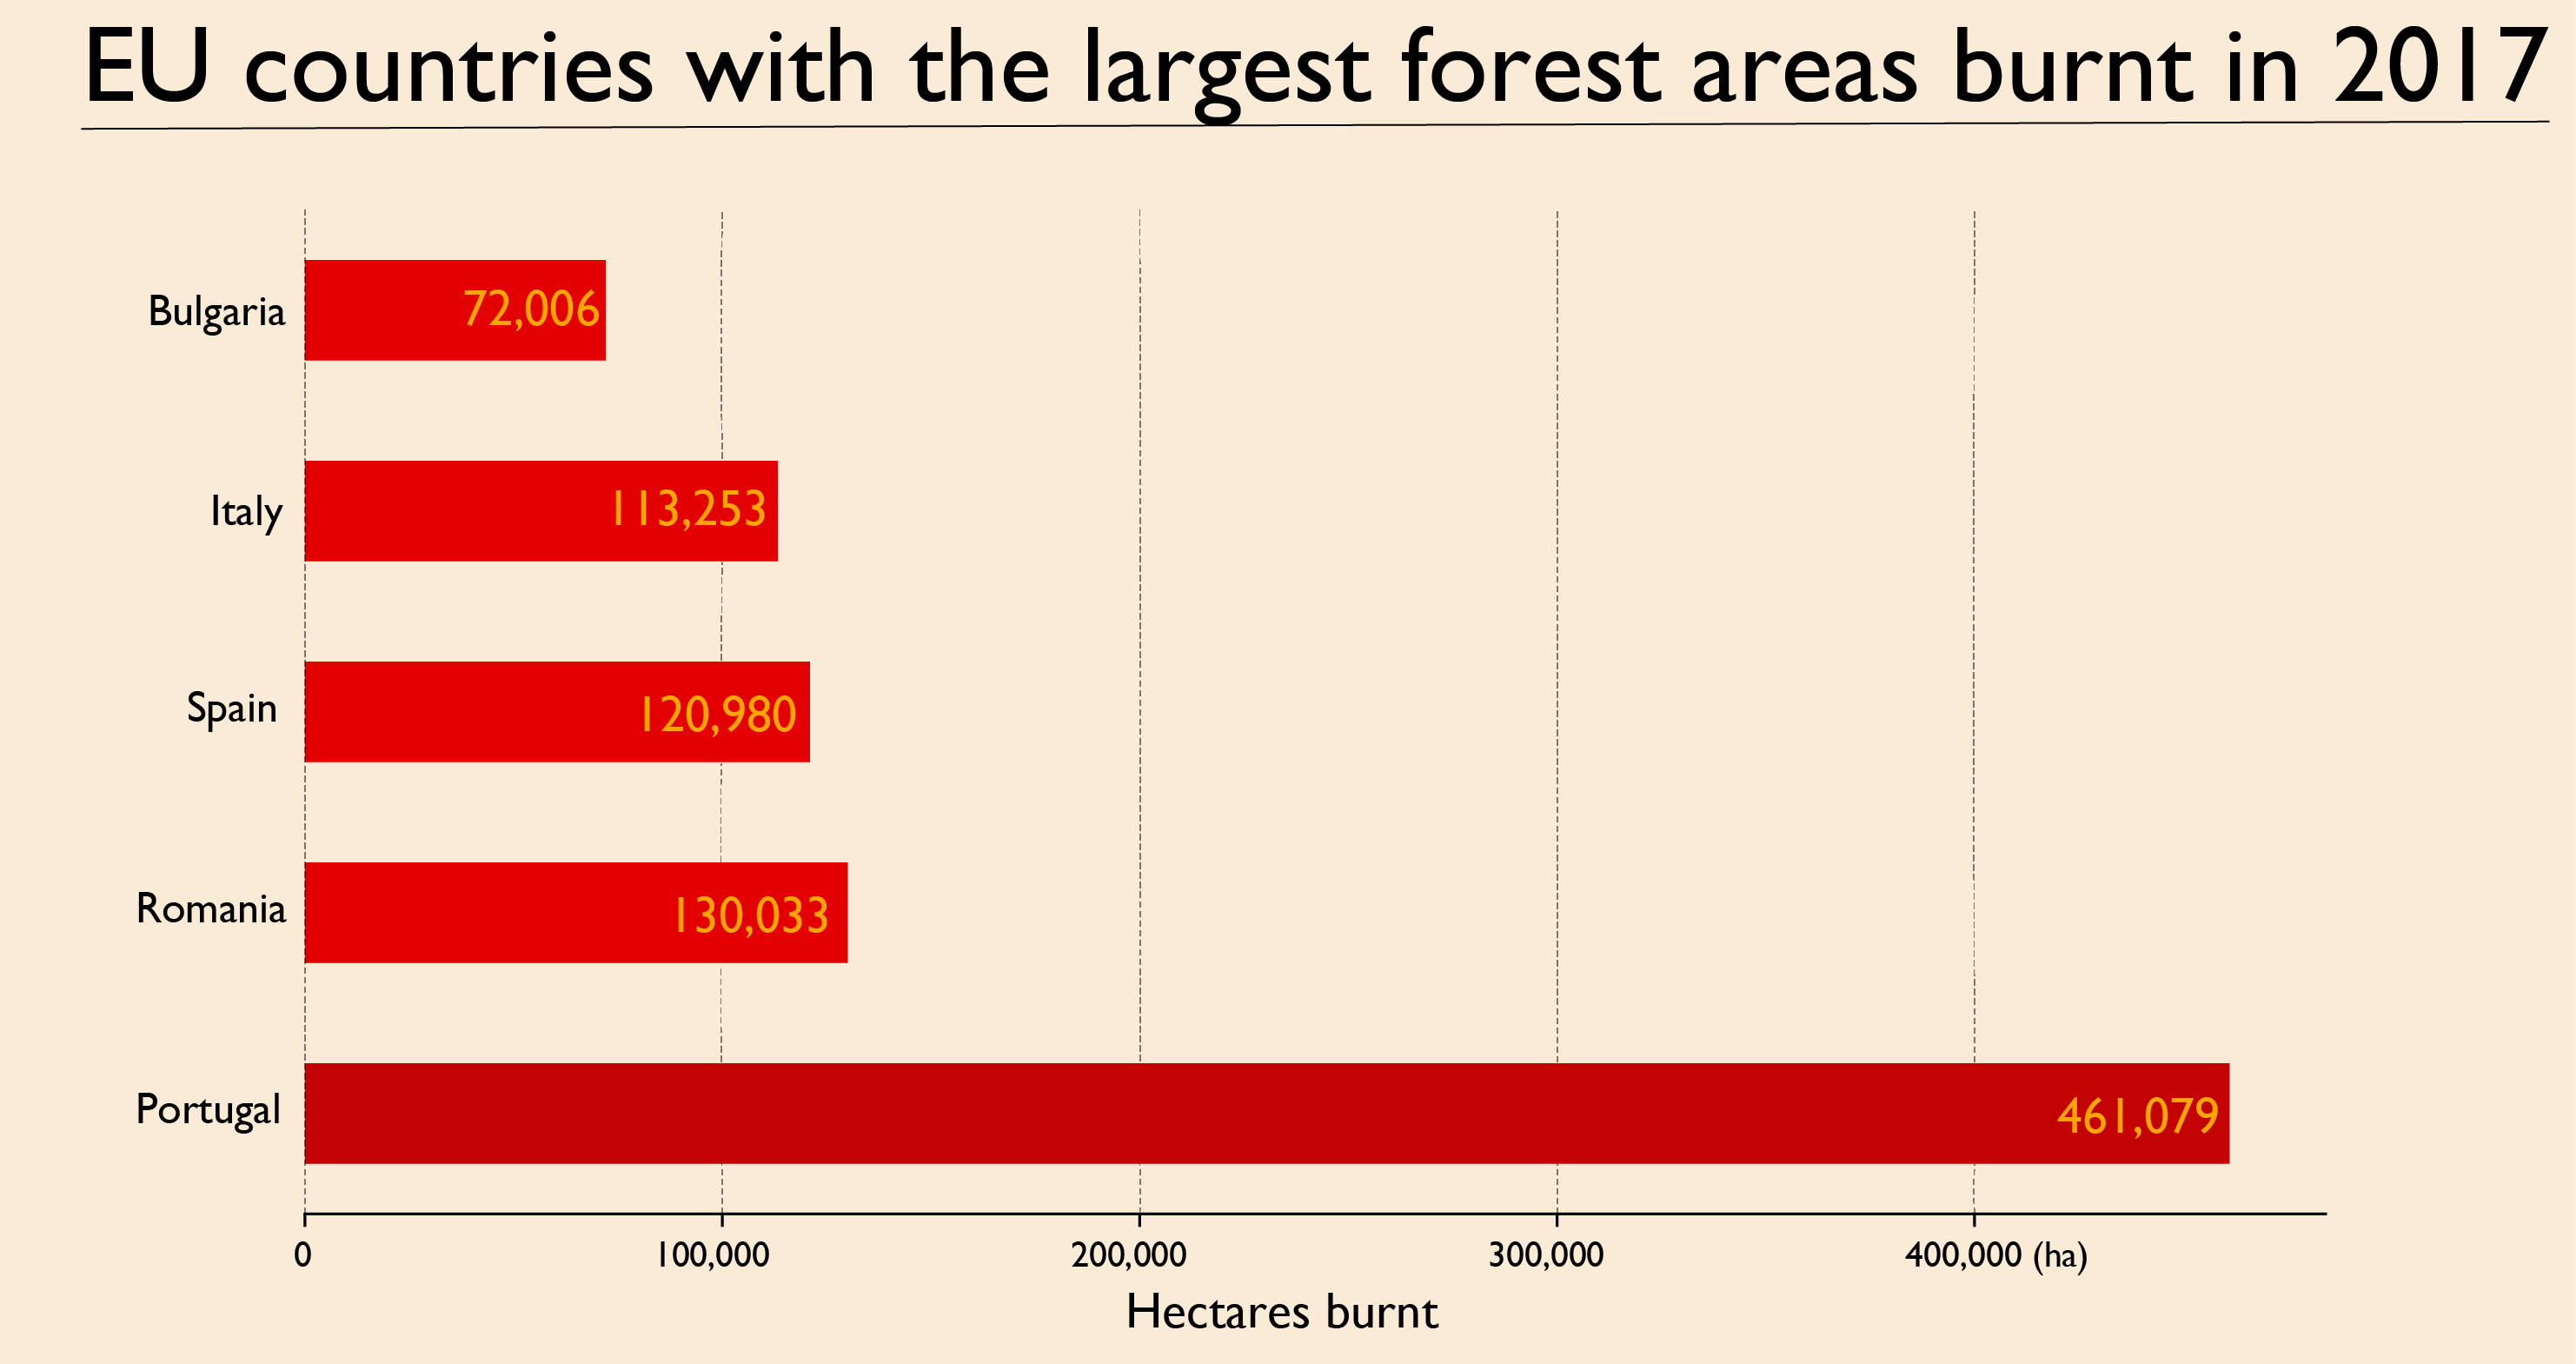 EU countries with the largest forest areas burnt in 2017
Bulgaria
72,006
Italy
113,253
Spain
120,980
Romania
130,033
Portugal
461,079
0 100,000 200,000 300,000 400,000 (ha)
Hectares burnt